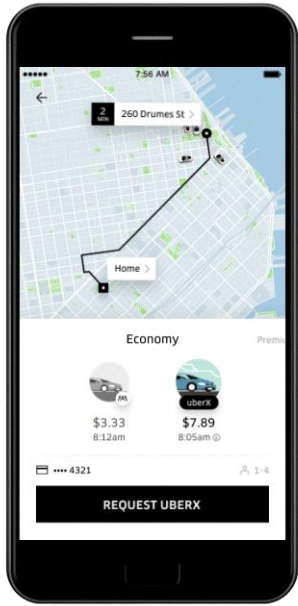 7:56 AM
2
MIN
260 Drumes St >
Home >
Economy
Premi
uberX
$3.33
$7.89
8:12am
8:05am
•••• 4321
1-4
REQUEST UBERX